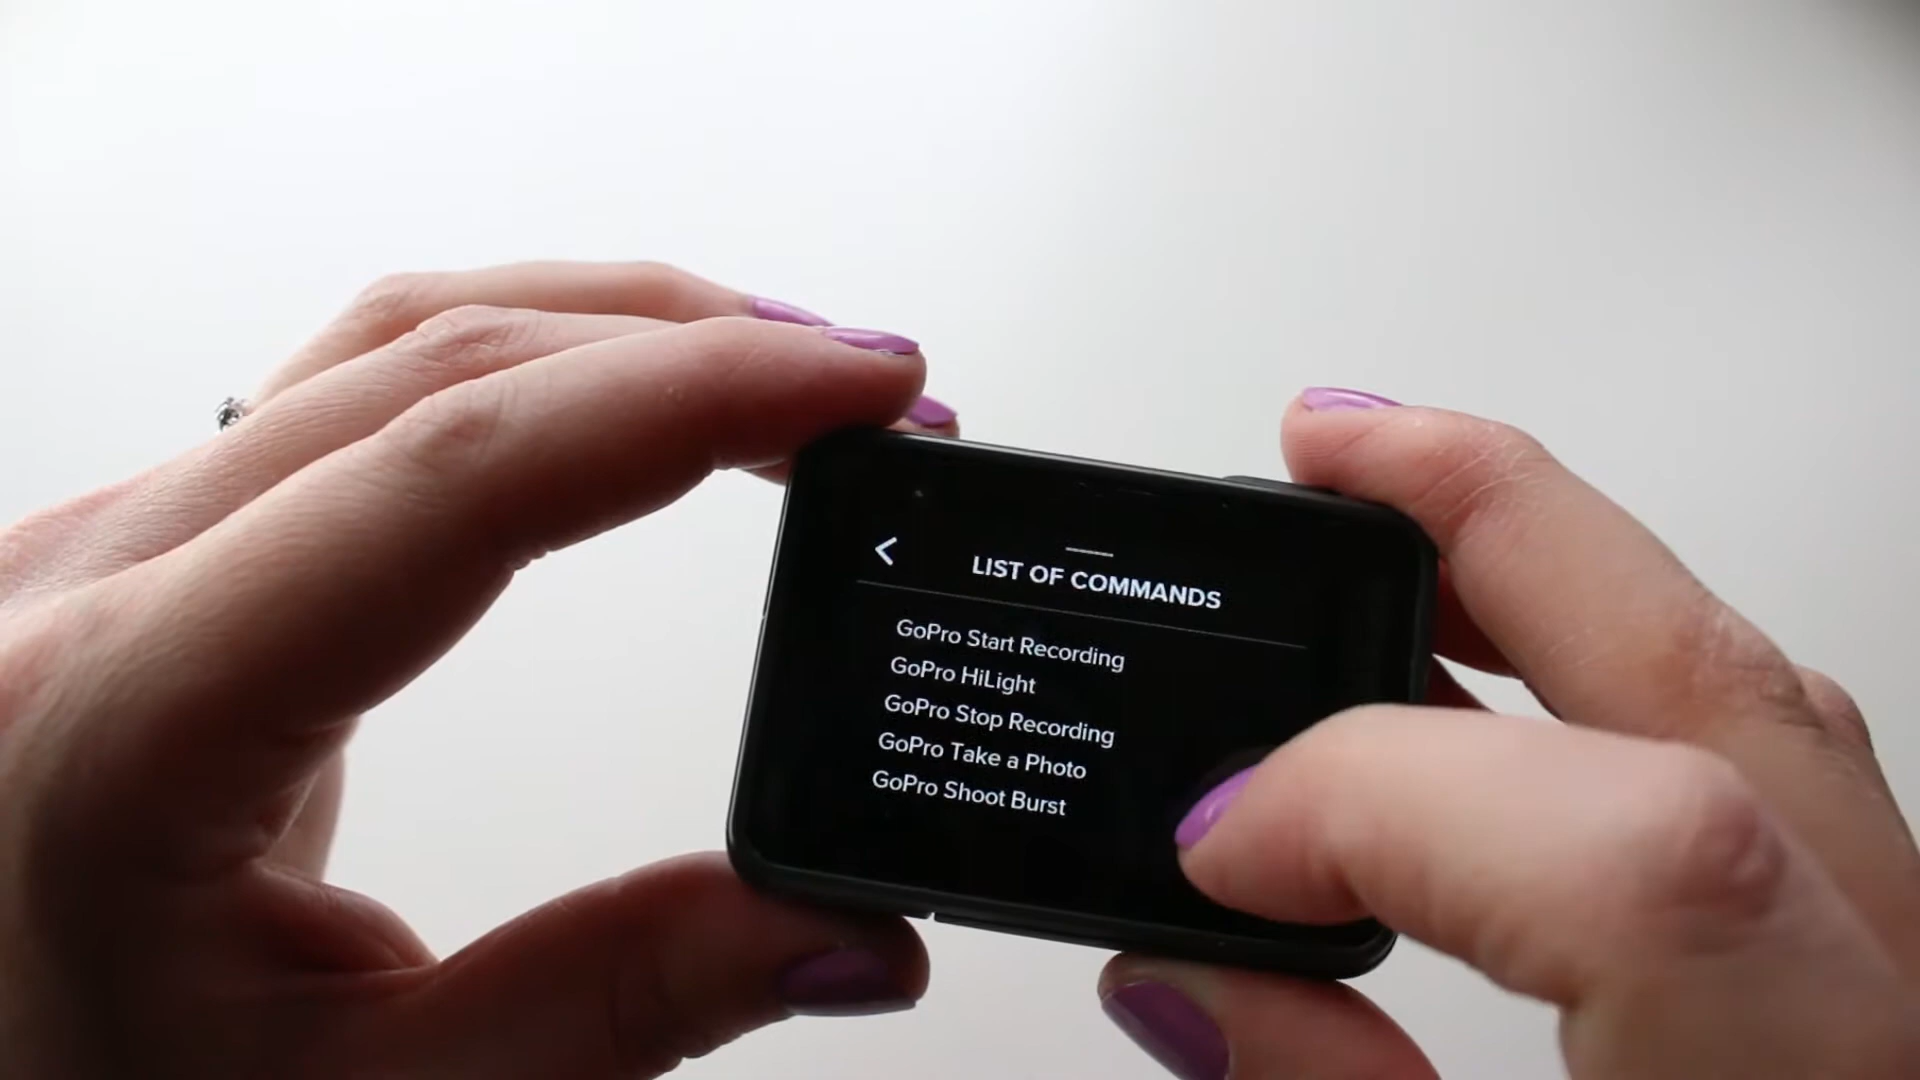 LIST OF COMMANDS
GoPro Start Recording
GoPro HiLight
GoPro Stop Recording
GoPro Take a Photo
GoPro Shoot Burst